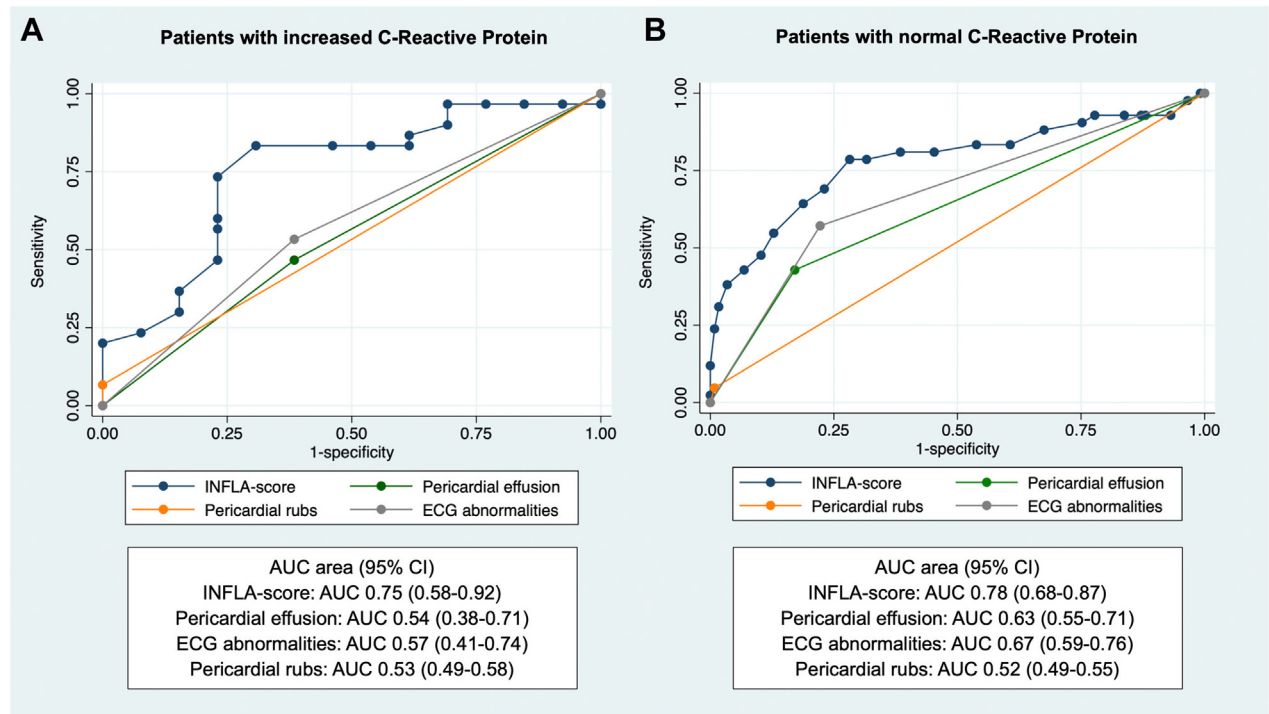 A
Patients with increased C-Reactive Protein
Sensitivity
1.00
0.75
0.50
0.25
0.00
0.00 0.25 0.50 0.75 1.00
1-specificity
INFLA-score Pericardial effusion
Pericardial rubs ECG abnormalities
AUC area (95% CI)
INFLA-score: AUC 0.75 (0.58-0.92)
Pericardial effusion: AUC 0.54 (0.38-0.71)
ECG abnormalities: AUC 0.57 (0.41-0.74)
Pericardial rubs: AUC 0.53 (0.49-0.58)
B
Patients with normal C-Reactive Protein
Sensitivity
1.00
0.75
0.50
0.25
0.00
0.00 0.25 0.50 0.75 1.00
1-specificity
INFLA-score Pericardial effusion
Pericardial rubs ECG abnormalities
AUC area (95% CI)
INFLA-score: AUC 0.78 (0.68-0.87)
Pericardial effusion: AUC 0.63 (0.55-0.71)
ECG abnormalities: AUC 0.67 (0.59-0.76)
Pericardial rubs: AUC 0.52 (0.49-0.55)